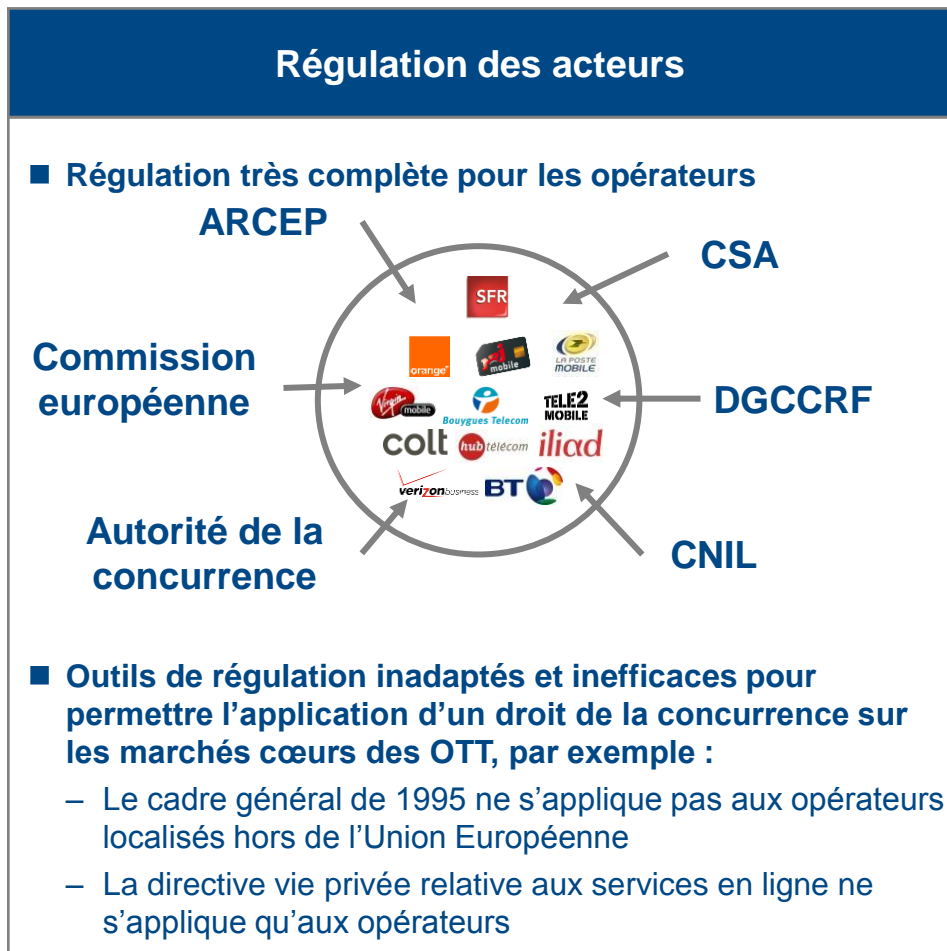 Régulation des acteurs
■ Régulation très complète pour les opérateurs
ARCEP
CSA
SFR
Commission
européenne
orange
mobile
LA POSTE
MOBILE
DGCCRF
Virgin
mobile
Bouygues Telecom
TELE2
MOBILE
colt
hub télécom
iliad
verizon business
BT
Autorité de la
concurrence
CNIL
■ Outils de régulation inadaptés et inefficaces pour
permettre l’application d’un droit de la concurrence sur
les marchés cœurs des OTT, par exemple :
– Le cadre général de 1995 ne s’applique pas aux opérateurs
localisés hors de l’Union Européenne
– La directive vie privée relative aux services en ligne ne
s’applique qu’aux opérateurs